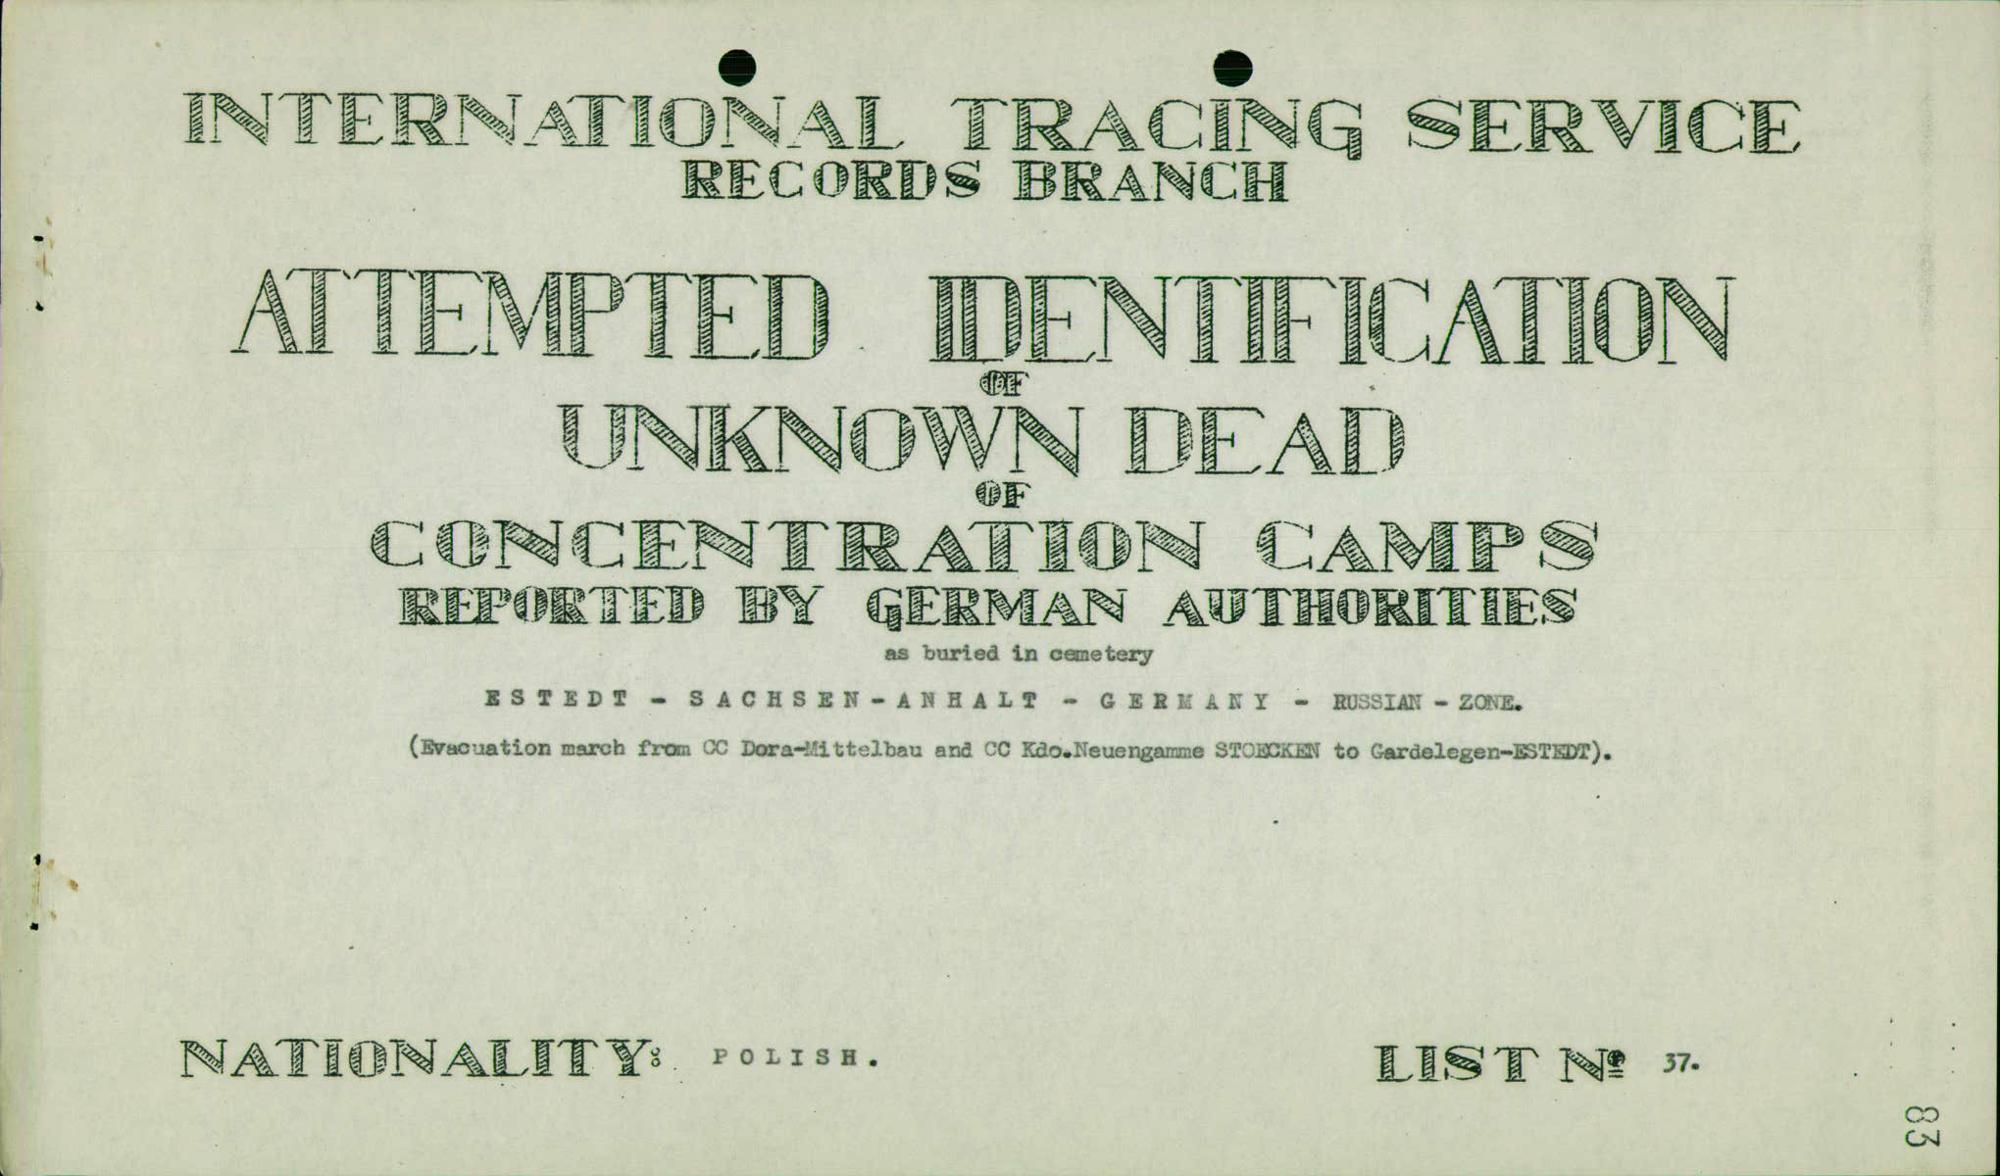 INTERNATIONAL TRACING SERVICE
RECORDS BRANCH
ATTEMPTED IDENTIFICATION
OF
UNKNOWN DEAD
OF
CONCENTRATION CAMPS
REPORTED BY GERMAN AUTHORITIES
as buried in cemetery
ESTEDT - SACHSEN-ANHALT - GERMANY - RUSSIAN - ZONE.
(Evacuation march from CC Dora-Mittelbau and CC Kdo.Neuengamme STOECKEN to Gardelegen-ESTEDT).
NATIONALITY: POLISH.
LIST Nº 37.
83